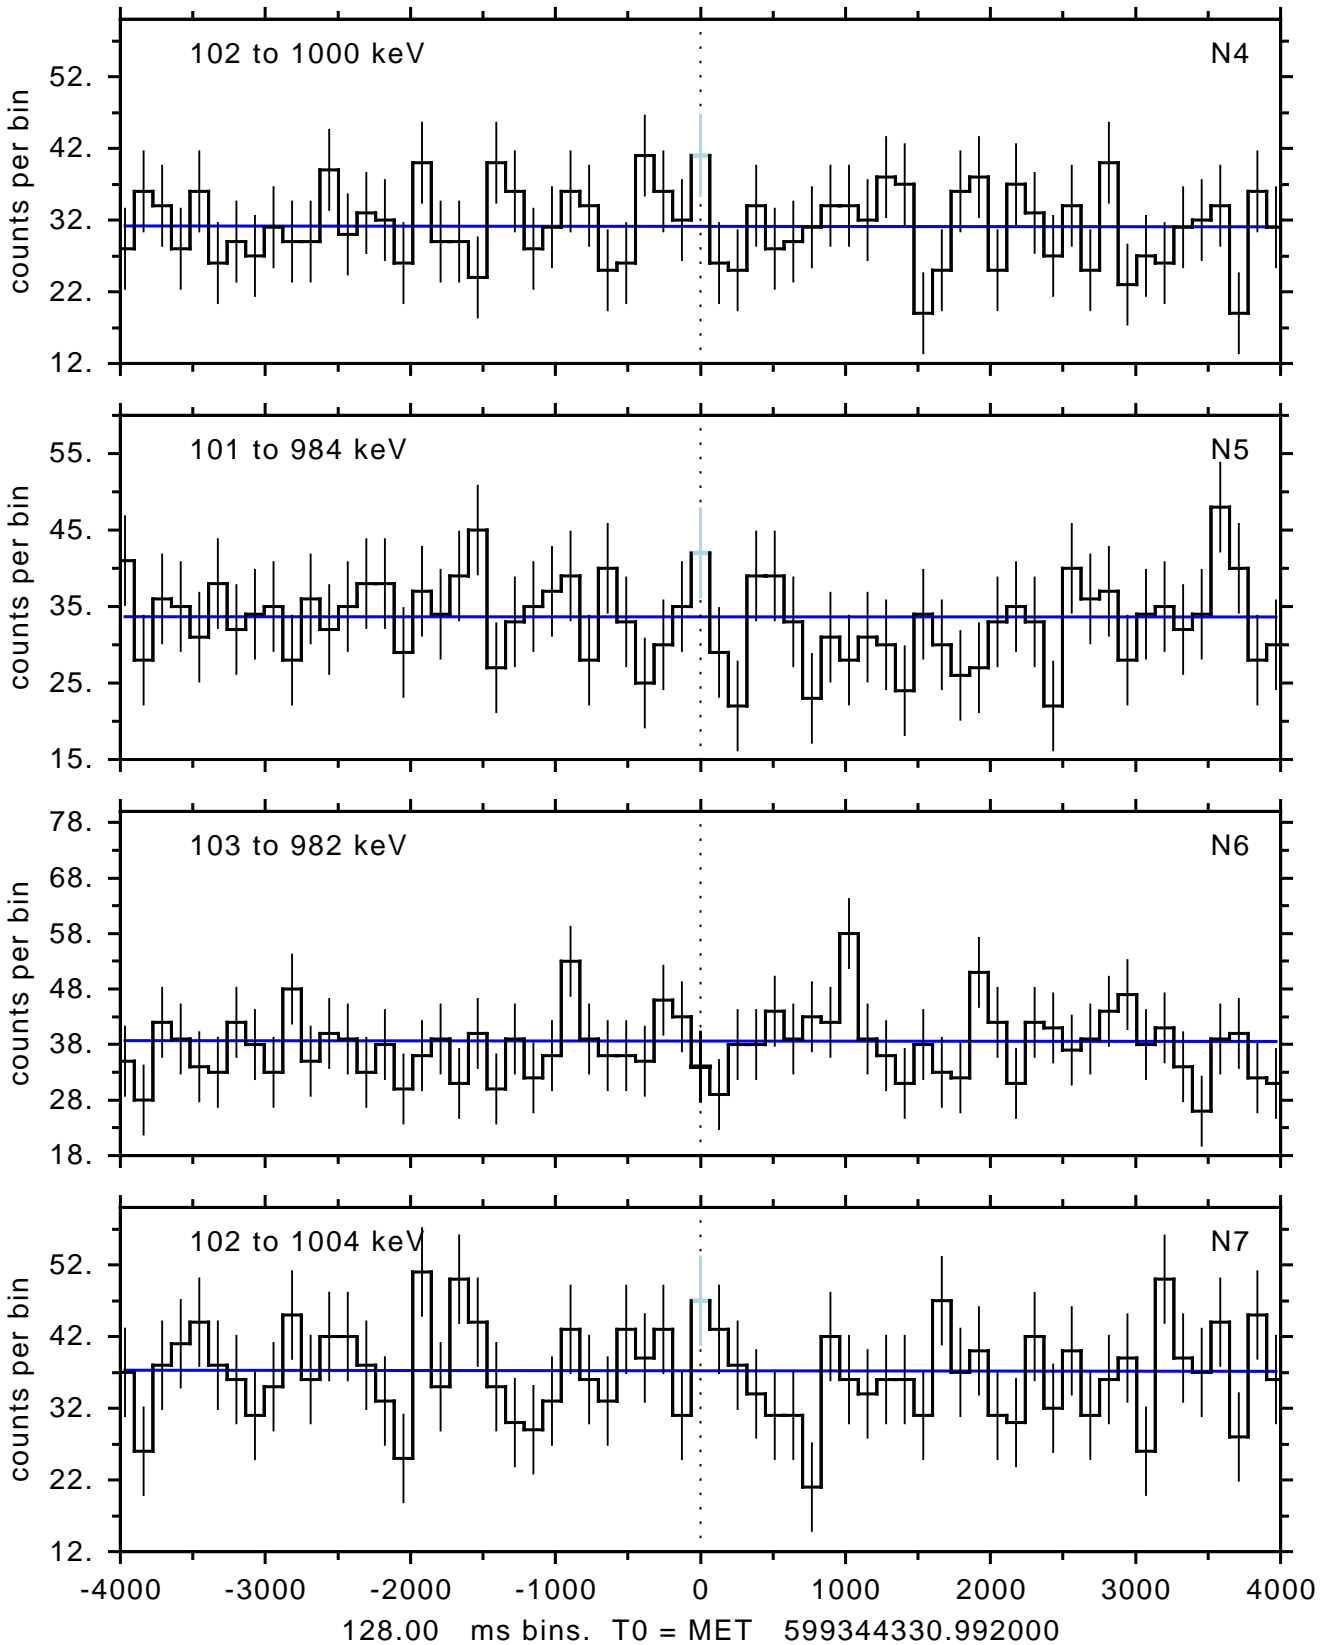 102 to 1000 keV N4
52.
42.
32.
22.
12.
counts per bin
101 to 984 keV N5
55.
45.
35.
25.
15.
counts per bin
103 to 982 keV N6
78.
68.
58.
48.
38.
28.
18.
counts per bin
102 to 1004 keV N7
52.
42.
32.
22.
12.
counts per bin
-4000 -3000 -2000 -1000 0 1000 2000 3000 4000
128.00 ms bins. T0 = MET 599344330.992000